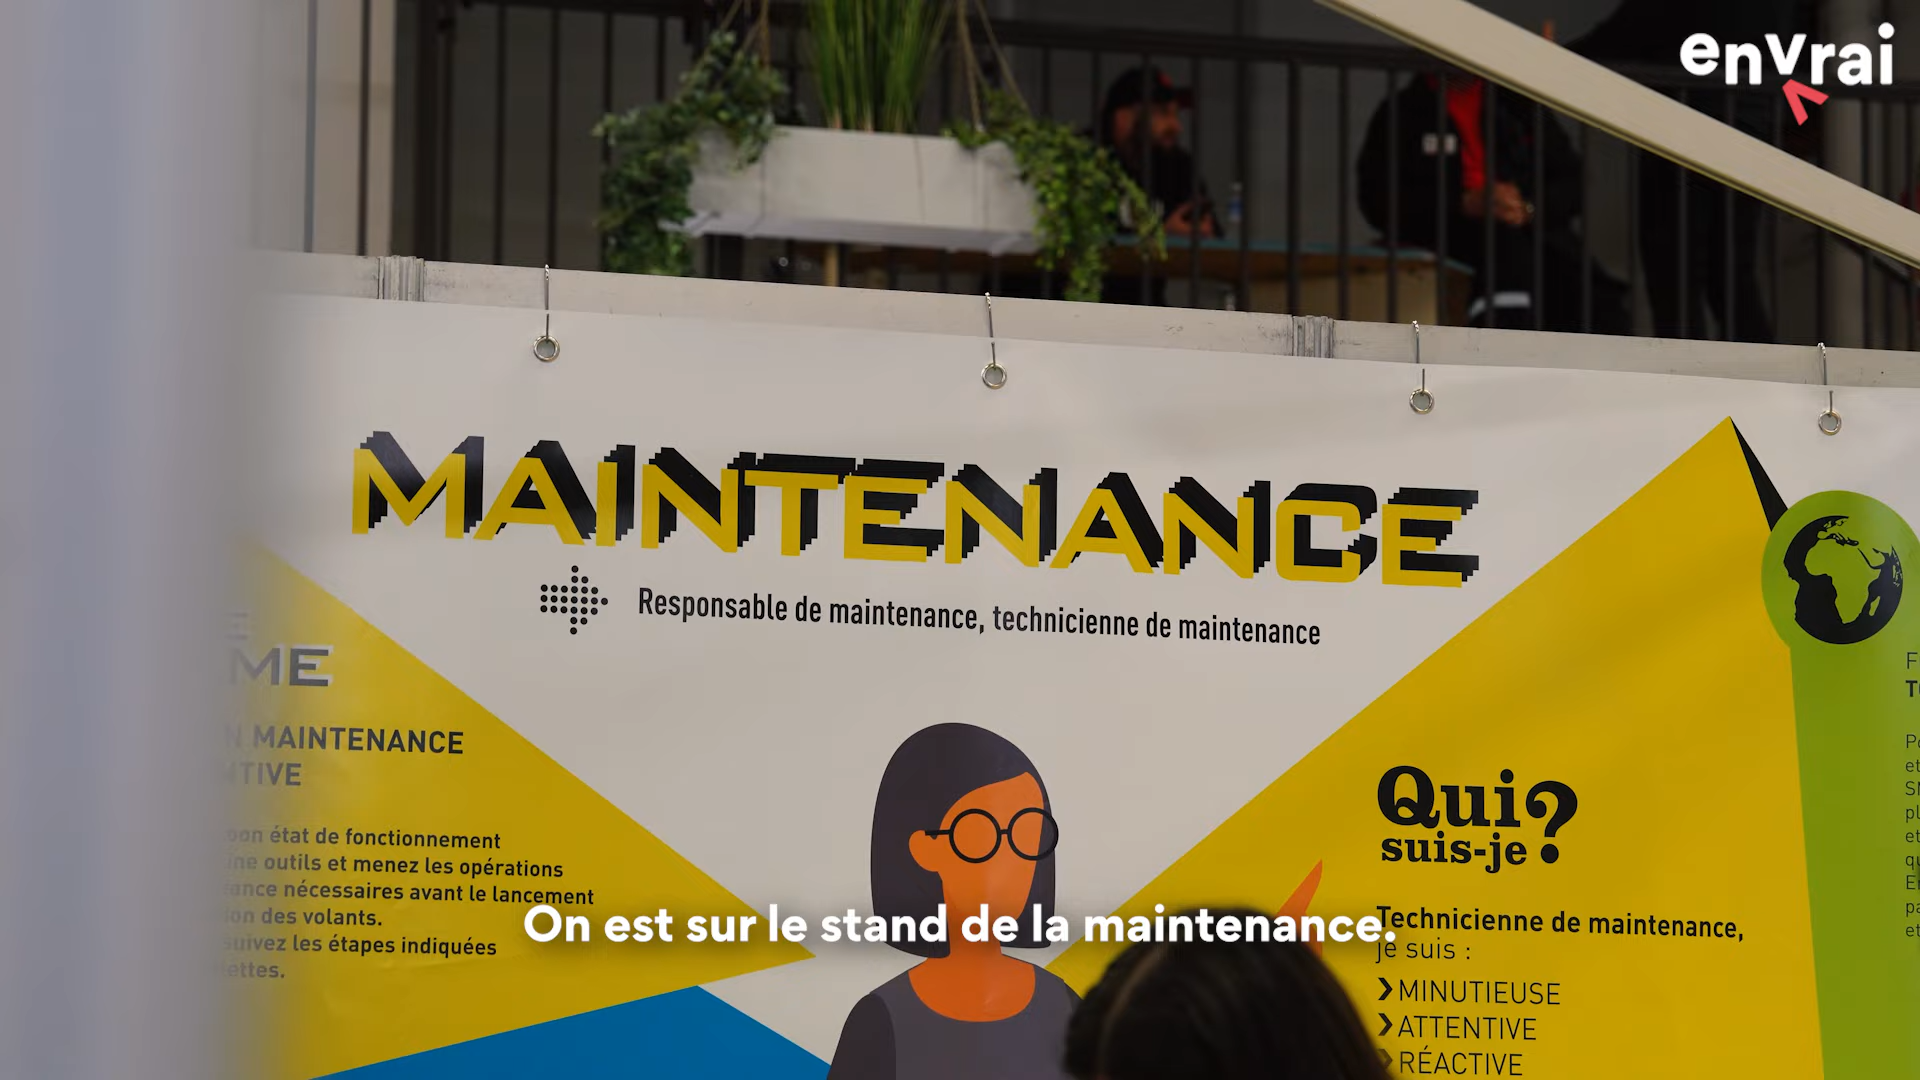 enVrai
MAINTENANCE
Responsable de maintenance, technicienne de maintenance
ME
MAINTENANCE
état de fonctionnement
outils et menez les opérations
nécessaires avant le lancement
des volants.
suivez les étapes indiquées
Qui
suis-je ?
Technicienne de maintenance,
je suis :
MINUTIEUSE
ATTENTIVE
RÉACTIVE
On est sur le stand de la maintenance.